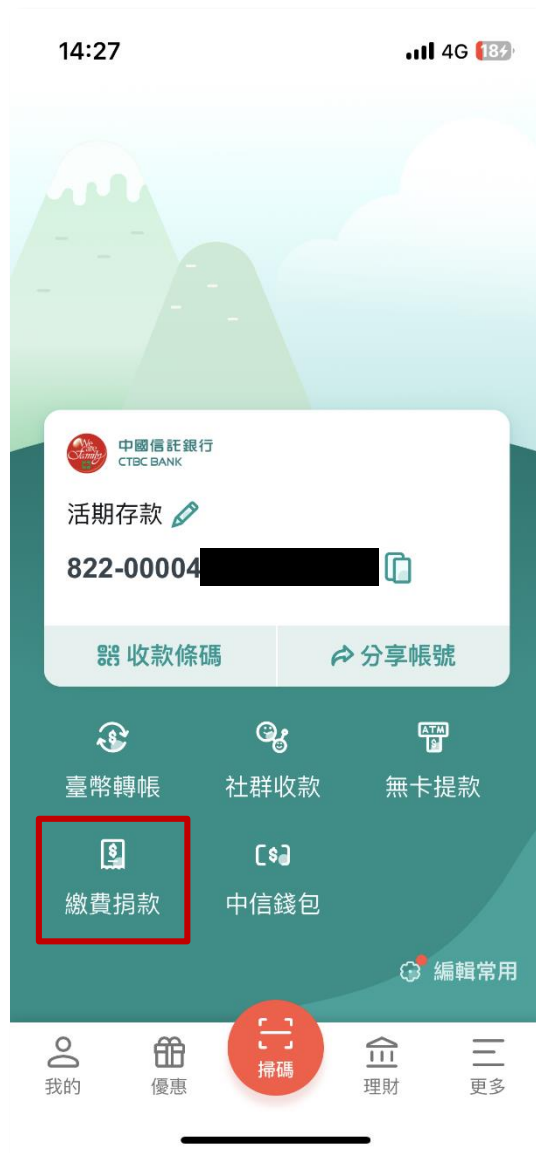 14:27 4G 18
We are Family 中國信託銀行
CTBC BANK
活期存款
822-00004
收款條碼 分享帳號
臺幣轉帳 社群收款 ATM 無卡提款
繳費捐款 中信錢包
編輯常用
掃碼
我的 優惠 理財 更多